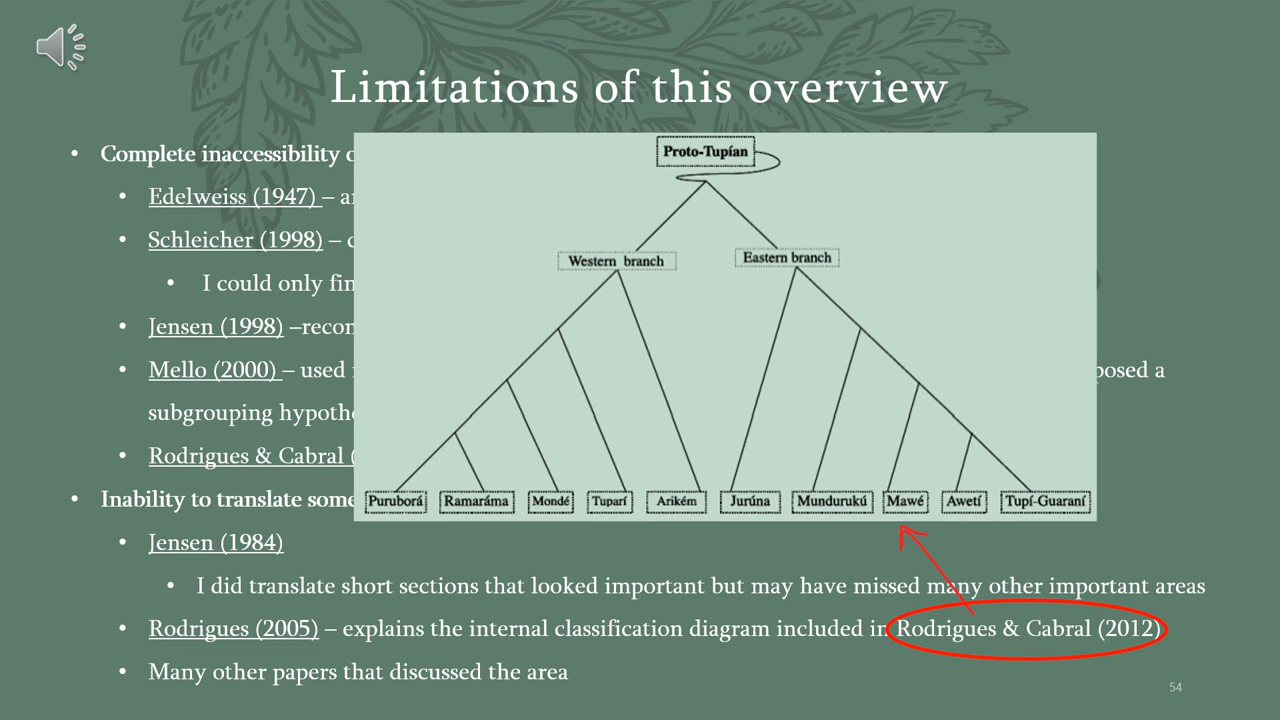 Limitations of this overview
• Complete inaccessibility
• Edelweiss (1947) –
• Schleicher (1998) –
• I could only
• Jensen (1998) –
• Mello (2000) – used
posed a
subgrouping
• Rodrigues & Cabral (
• Inability to translate some
• Jensen (1984)
• I did translate short sections that looked important but may have missed many other important areas
• Rodrigues (2005) – explains the internal classification diagram included in Rodrigues & Cabral (2012)
• Many other papers that discussed the area
Proto-Tupían
Western branch
Eastern branch
Puruborá
Ramaráma
Mondé
Tuparí
Arikém
Jurúna
Mundurukú
Mawé
Awetí
Tupí-Guaraní
54